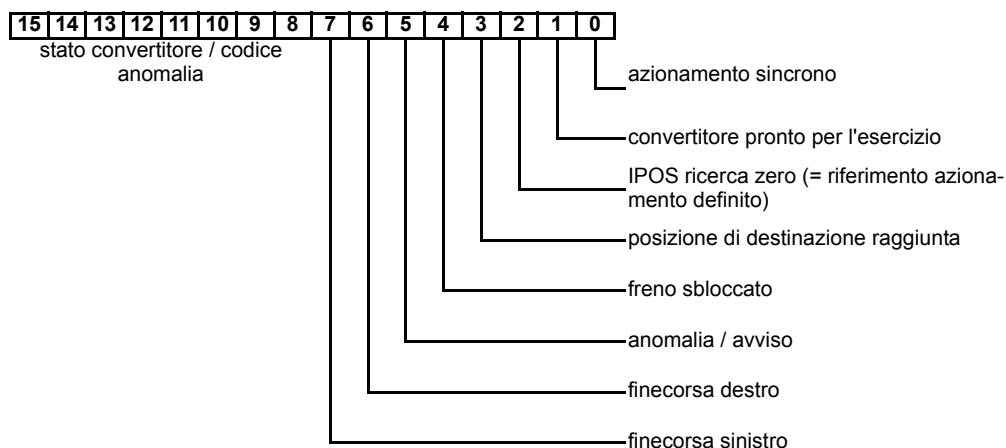 15 14 13 12 11 10 9 8 7 6 5 4 3 2 1 0
stato convertitore / codice
anomalia
azionamento sincrono
convertitore pronto per l'esercizio
IPOS ricerca zero (= riferimento aziona-
mento definito)
posizione di destinazione raggiunta
freno sbloccato
anomalia / avviso
finecorsa destro
finecorsa sinistro